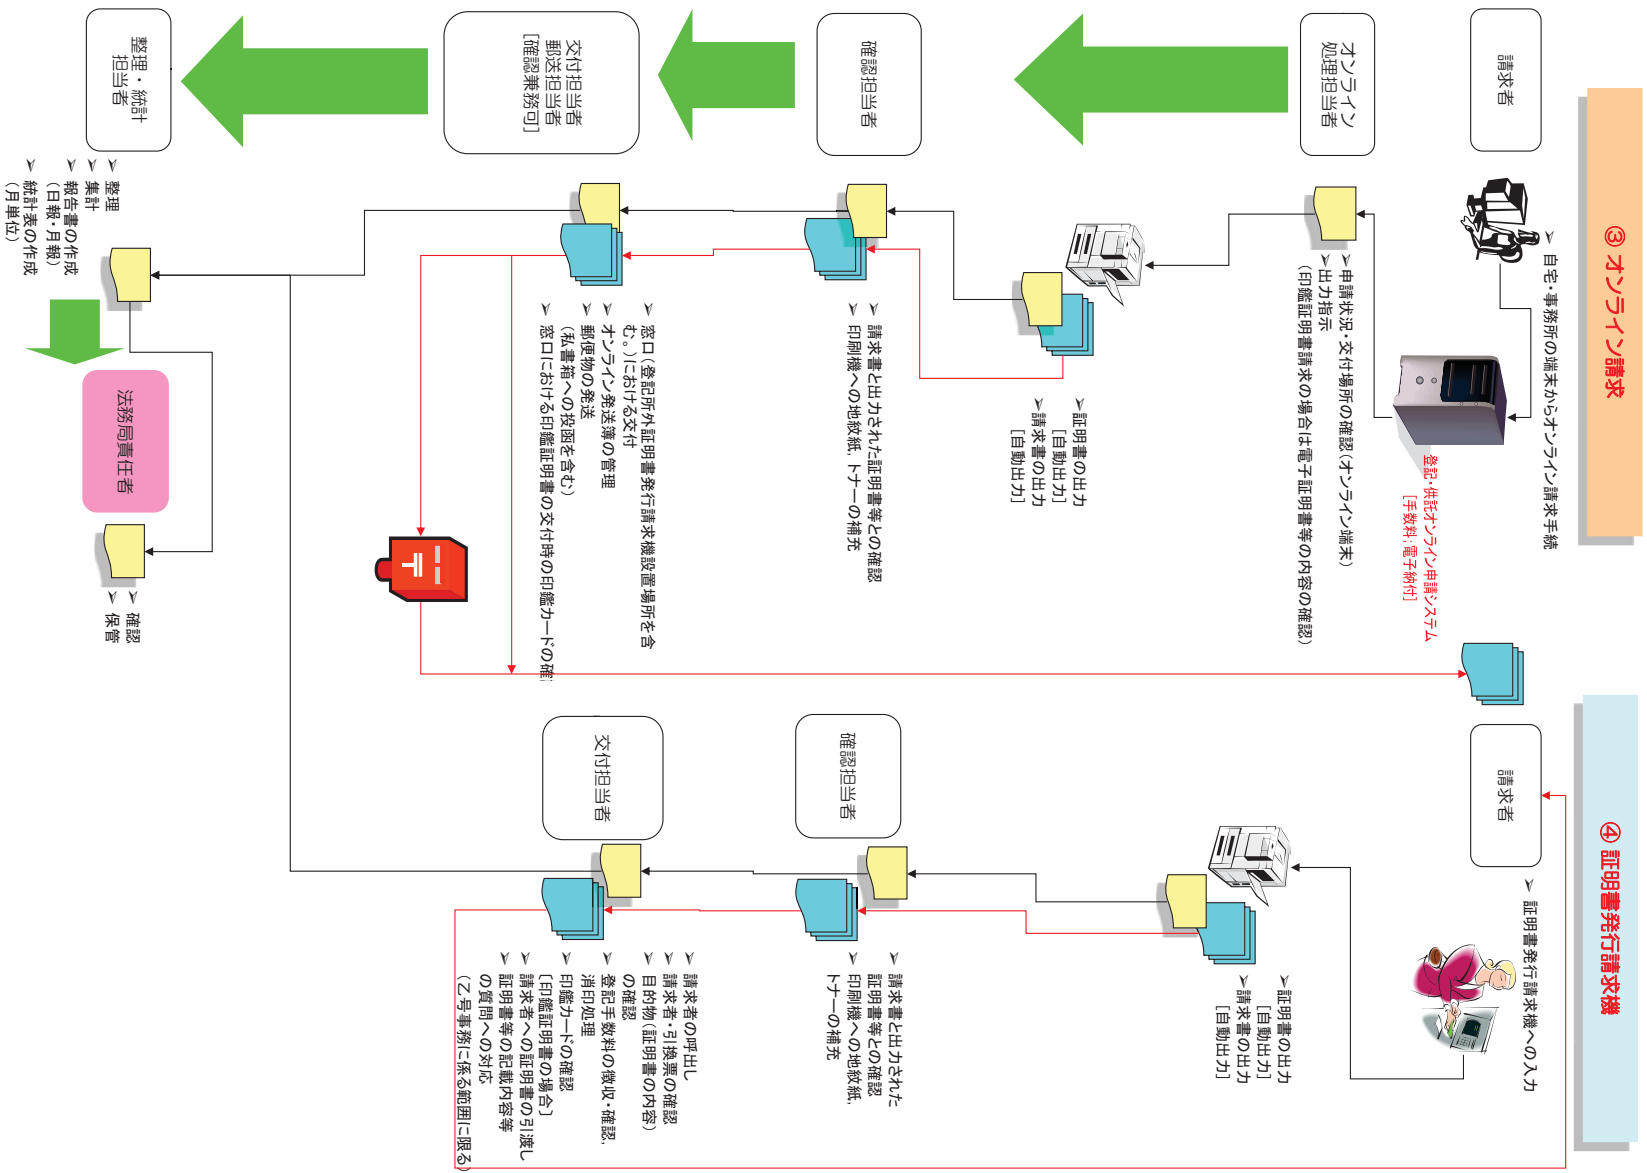 ③ オンライン請求
請求者
➢ 自宅・事務所の端末からオンライン請求手続
登記・供託オンライン申請システム
[手数料：電子納付]
オンライン
処理担当者
➢申請状況・交付場所の確認（オンライン端末）
➢出力指示
（印鑑証明書請求の場合は電子証明書等の内容の確認）
➢証明書の出力
[自動出力]
➢請求書の出力
[自動出力]
確認担当者
➢ 請求書と出力された証明書等との確認
➢ 印刷機への地紋紙，トナーの補充
交付担当者
郵送担当者
[確認兼務可]
➢ 窓口（登記所外証明書発行請求機設置場所を含
む。）における交付
➢ オンライン発送簿の管理
➢ 郵便物の発送
（私書箱への投函を含む）
➢ 窓口における印鑑証明書の交付時の印鑑カードの確
整理・統計
担当者
➢ 整理
➢ 集計
➢ 報告書の作成
（日報・月報）
➢ 統計表の作成
（月単位）
法務局責任者
➢ 確認
➢ 保管
④ 証明書発行請求機
請求者
➢ 証明書発行請求機への入力
➢証明書の出力
[自動出力]
➢請求書の出力
[自動出力]
確認担当者
➢ 請求書と出力された
証明書等との確認
➢ 印刷機への地紋紙，
トナーの補充
交付担当者
➢ 請求者の呼出し
➢ 請求者・引換票の確認
➢ 目的物（証明書の内容）
の確認
➢ 登記手数料の徴収・確認，
消印処理
➢ 印鑑カードの確認
［印鑑証明書の場合］
➢ 請求者への証明書の引渡し
➢ 証明書等の記載内容等
の質問への対応
（乙号事務に係る範囲に限る）